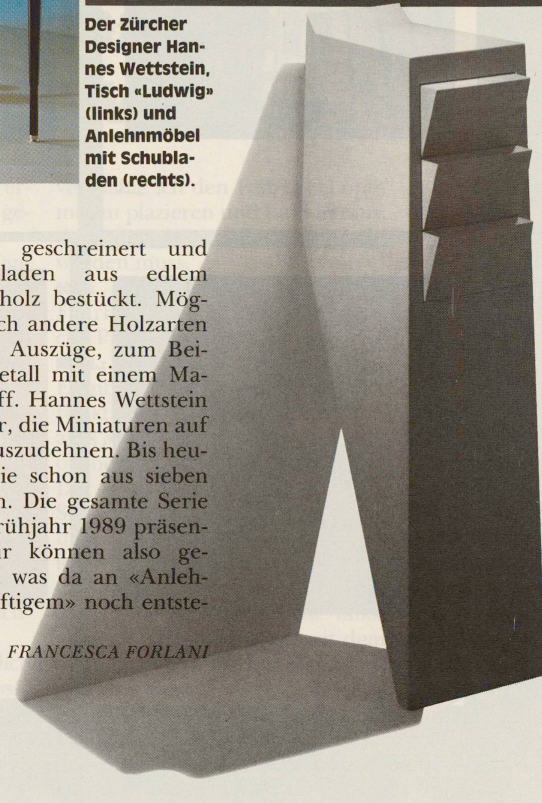 Der Zürcher
Designer Han-
nes Wettstein,
Tisch «Ludwig»
(links) und
Anlehnmöbel
mit Schubla-
den (rechts).
geschreinert und
laden aus edlem
holz bestückt. Mög-
ch andere Holzarten
Auszüge, zum Bei-
etall mit einem Ma-
ff. Hannes Wettstein
r, die Miniaturen auf
uszudehnen. Bis heu-
ie schon aus sieben
n. Die gesamte Serie
rühjahr 1989 präsen-
ir können also ge-
was da an «Anleh-
ftigem» noch entste-
FRANCESCA FORLANI